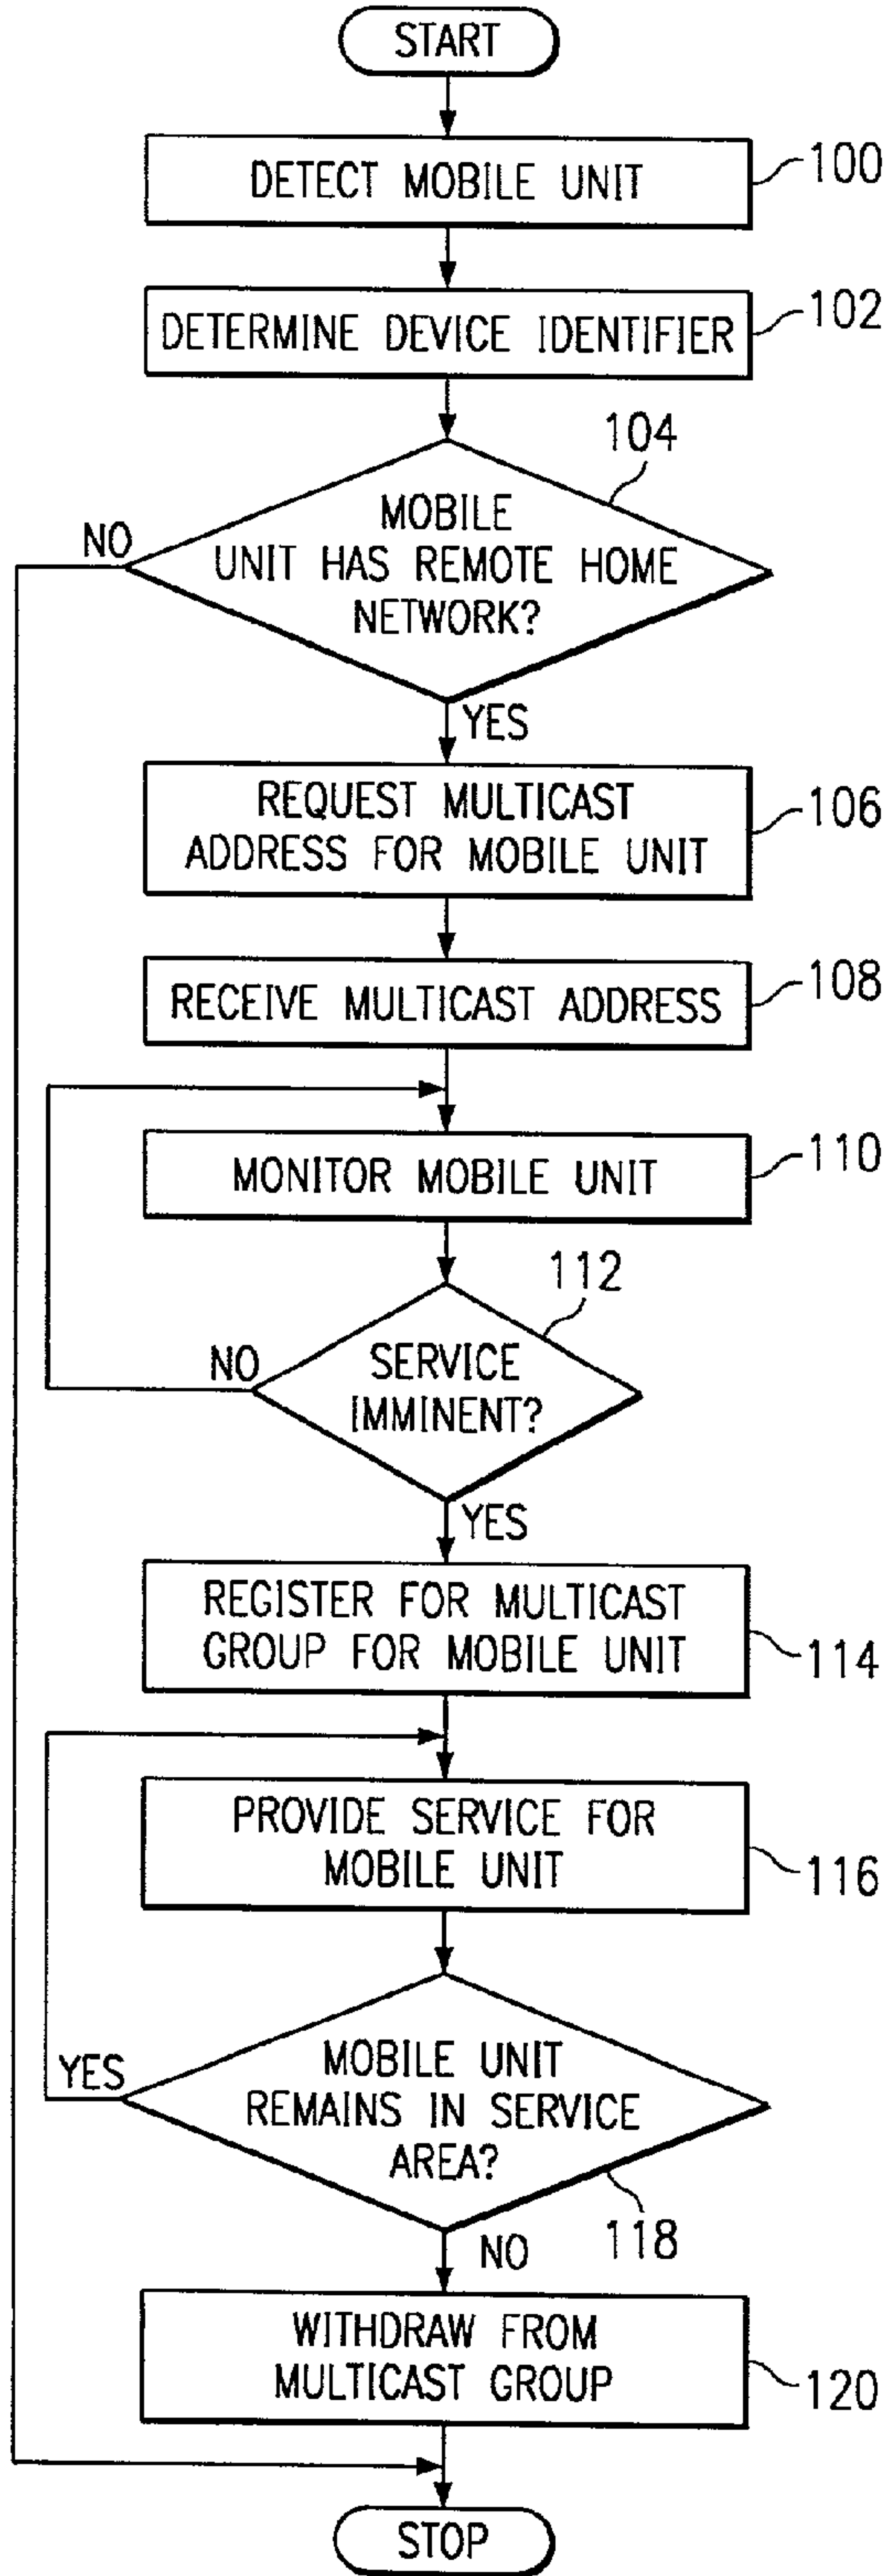 START
DETECT MOBILE UNIT
100
DETERMINE DEVICE IDENTIFIER
102
104
MOBILE
UNIT HAS REMOTE HOME
NETWORK?
NO
YES
REQUEST MULTICAST
ADDRESS FOR MOBILE UNIT
106
RECEIVE MULTICAST ADDRESS
108
MONITOR MOBILE UNIT
110
112
SERVICE
IMMINENT?
NO
YES
REGISTER FOR MULTICAST
GROUP FOR MOBILE UNIT
114
PROVIDE SERVICE FOR
MOBILE UNIT
116
MOBILE UNIT
REMAINS IN SERVICE
AREA?
YES
118
NO
WITHDRAW FROM
MULTICAST GROUP
120
STOP